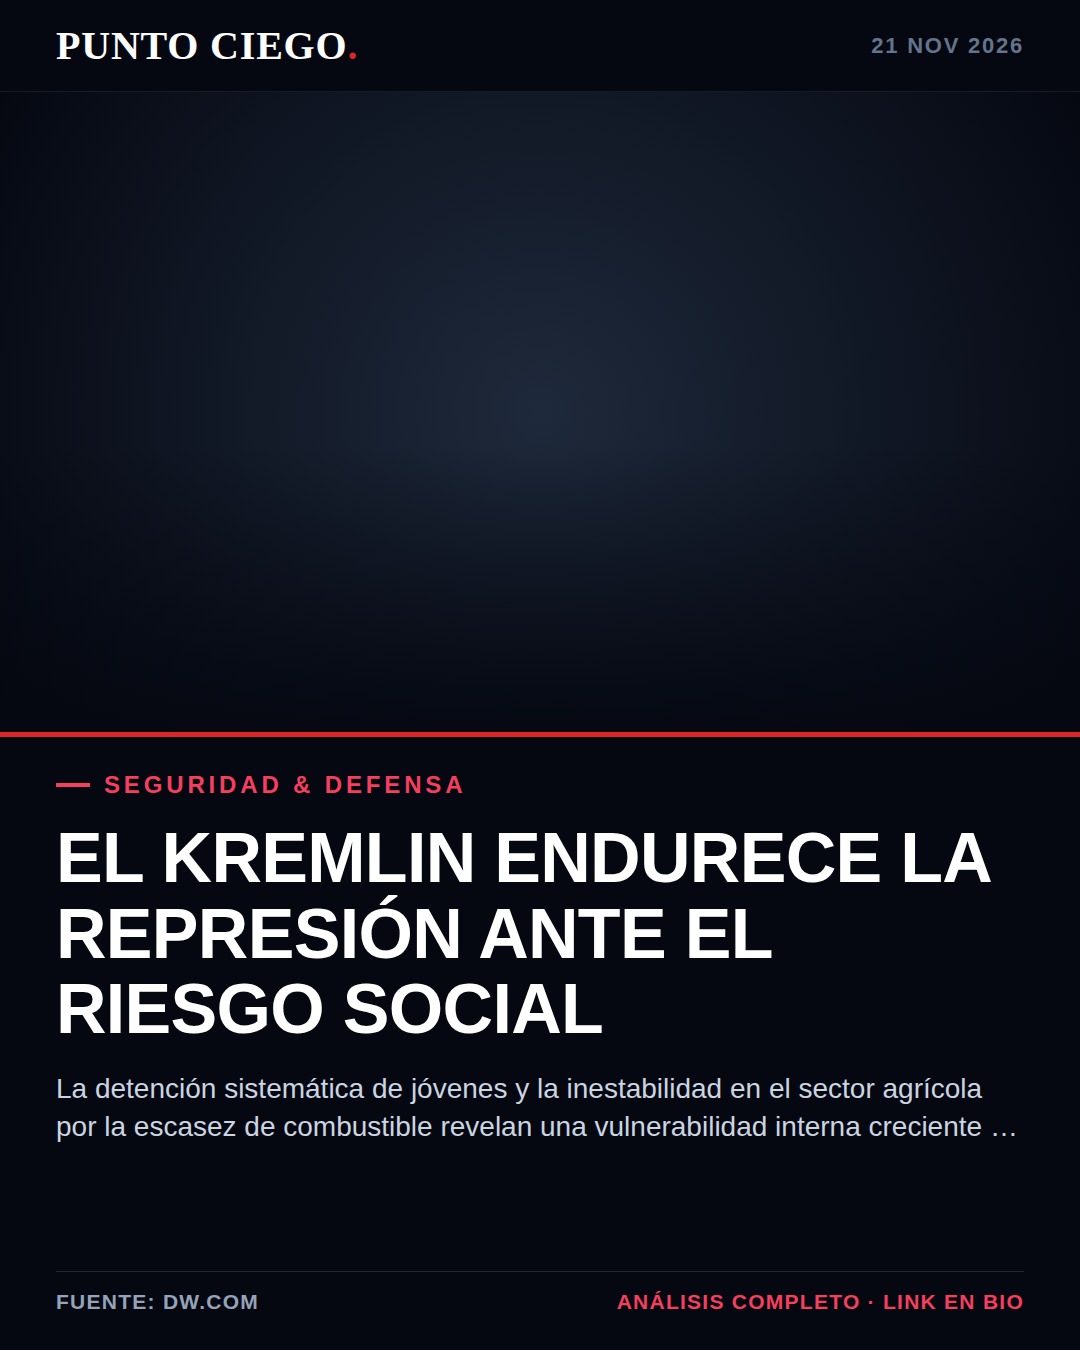 PUNTO CIEGO.
21 NOV 2026
SEGURIDAD & DEFENSA
EL KREMLIN ENDURECE LA
REPRESIÓN ANTE EL
RIESGO SOCIAL
La detención sistemática de jóvenes y la inestabilidad en el sector agrícola
por la escasez de combustible revelan una vulnerabilidad interna creciente …
FUENTE: DW.COM
ANÁLISIS COMPLETO · LINK EN BIO